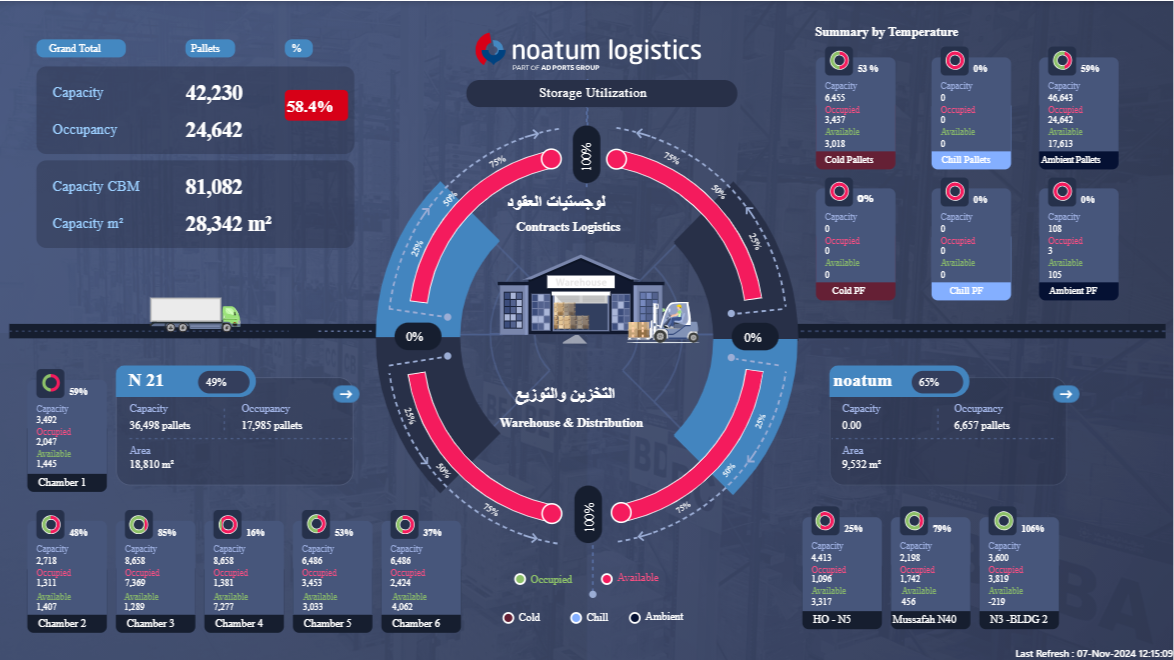 noatum logistics
PART OF AD PORTS GROUP
Storage Utilization
Grand Total
Pallets
%
Capacity
42,230
58.4%
Occupancy
24,642
Capacity CBM
81,082
Capacity m²
28,342 m²
Summary by Temperature
53 %
Capacity
6,455
Occupied
3,437
Available
3,018
Cold Pallets
0%
Capacity
0
Occupied
0
Available
0
Chill Pallets
59%
Capacity
46,643
Occupied
24,642
Available
17,613
Ambient Pallets
0%
Capacity
0
Occupied
0
Available
0
Cold PF
0%
Capacity
0
Occupied
0
Available
0
Chill PF
0%
Capacity
108
Occupied
3
Available
105
Ambient PF
100%
75%
75%
50%
50%
25%
25%
لوجستيات العقود
Contracts Logistics
Warehouse
0%
0%
التخزين والتوزيع
Warehouse & Distribution
25%
25%
50%
50%
75%
75%
100%
Occupied
Available
Cold
Chill
Ambient
59%
Capacity
3,492
Occupied
2,047
Available
1,445
Chamber 1
N 21
49%
Capacity
36,498 pallets
Occupancy
17,985 pallets
Area
18,810 m²
48%
Capacity
2,718
Occupied
1,311
Available
1,407
Chamber 2
85%
Capacity
8,658
Occupied
7,369
Available
1,289
Chamber 3
16%
Capacity
8,658
Occupied
1,381
Available
7,277
Chamber 4
53%
Capacity
6,486
Occupied
3,453
Available
3,033
Chamber 5
37%
Capacity
6,486
Occupied
2,424
Available
4,062
Chamber 6
noatum
65%
Capacity
0.00
Occupancy
6,657 pallets
Area
9,532 m²
25%
Capacity
4,413
Occupied
1,096
Available
3,317
HO - N5
79%
Capacity
2,198
Occupied
1,742
Available
456
Mussafah N40
106%
Capacity
3,600
Occupied
3,819
Available
-219
N3 -BLDG 2
Last Refresh : 07-Nov-2024 12:15:09